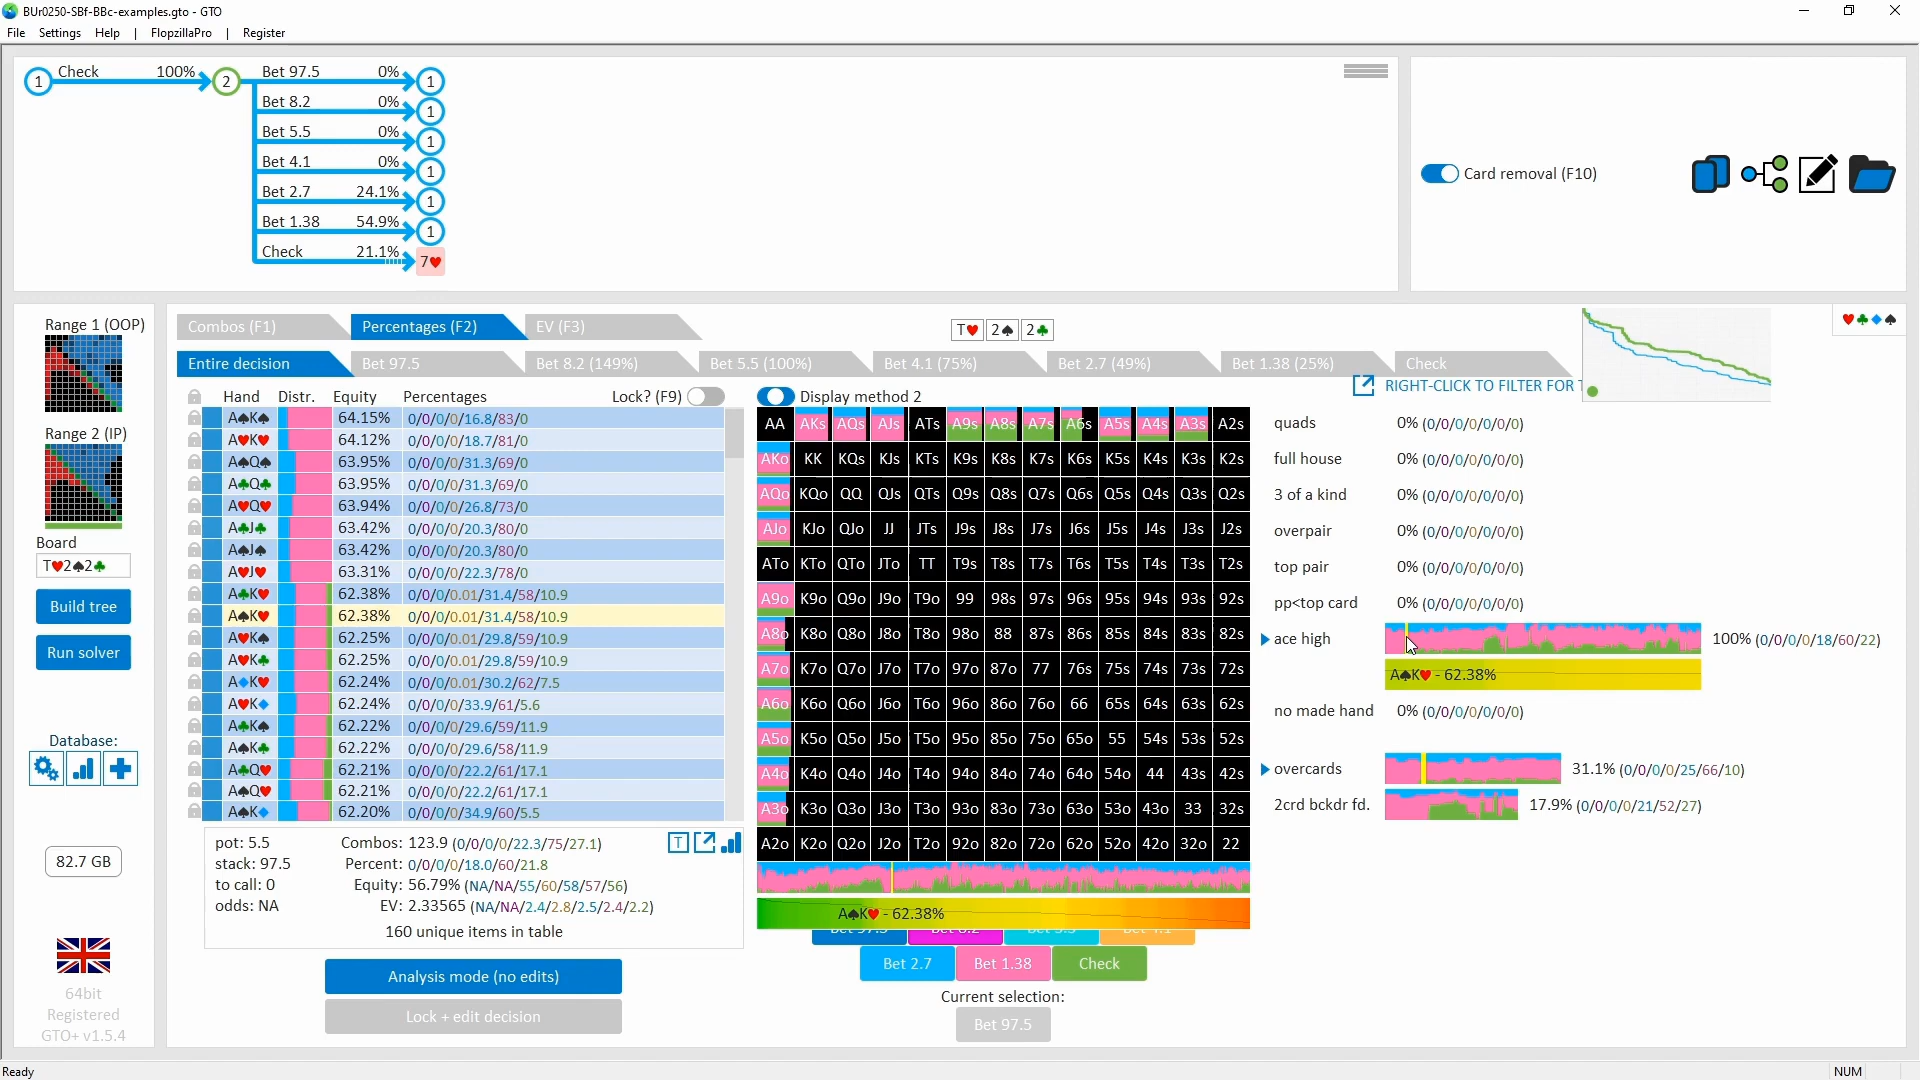 BUr0250-SBf-BBc-examples.gto - GTO
File Settings Help | FlopzillaPro | Register
1 Check 100% 2 Bet 97.5 0% 1
Bet 8.2 0% 1
Bet 5.5 0% 1
Bet 4.1 0% 1
Bet 2.7 24.1% 1
Bet 1.38 54.9% 1
Check 21.1% 7♥
Card removal (F10)
Range 1 (OOP)
Range 2 (IP)
Board
T♥2♠2♣
Build tree
Run solver
Database:
82.7 GB
64bit
Registered
GTO+ v1.5.4
Combos (F1) Percentages (F2) EV (F3)
T♥ 2♠ 2♣
♥♣♦♠
Entire decision Bet 97.5 Bet 8.2 (149%) Bet 5.5 (100%) Bet 4.1 (75%) Bet 2.7 (49%) Bet 1.38 (25%) Check
RIGHT-CLICK TO FILTER FOR T
Hand Distr. Equity Percentages Lock? (F9)
A♠K♠ 64.15% 0/0/0/0/16.8/83/0
A♥K♥ 64.12% 0/0/0/0/18.7/81/0
A♠Q♠ 63.95% 0/0/0/0/31.3/69/0
A♣Q♣ 63.95% 0/0/0/0/31.3/69/0
A♥Q♥ 63.94% 0/0/0/0/26.8/73/0
A♣J♣ 63.42% 0/0/0/0/20.3/80/0
A♠J♠ 63.42% 0/0/0/0/20.3/80/0
A♥J♥ 63.31% 0/0/0/0/22.3/78/0
A♣K♥ 62.38% 0/0/0/0.01/31.4/58/10.9
A♠K♥ 62.38% 0/0/0/0.01/31.4/58/10.9
A♥K♠ 62.25% 0/0/0/0.01/29.8/59/10.9
A♥K♣ 62.25% 0/0/0/0.01/29.8/59/10.9
A♦K♥ 62.24% 0/0/0/0.01/30.2/62/7.5
A♥K♦ 62.24% 0/0/0/0/33.9/61/5.6
A♣K♠ 62.22% 0/0/0/0/29.6/59/11.9
A♠K♣ 62.22% 0/0/0/0/29.6/58/11.9
A♣Q♥ 62.21% 0/0/0/0/22.2/61/17.1
A♠Q♥ 62.21% 0/0/0/0/22.2/61/17.1
A♠K♦ 62.20% 0/0/0/0/34.9/60/5.5
pot: 5.5 Combos: 123.9 (0/0/0/0/22.3/75/27.1) T
stack: 97.5 Percent: 0/0/0/0/18.0/60/21.8
to call: 0 Equity: 56.79% (NA/NA/55/60/58/57/56)
odds: NA EV: 2.33565 (NA/NA/2.4/2.8/2.5/2.4/2.2)
160 unique items in table
Analysis mode (no edits)
Lock + edit decision
Display method 2
AA AKs AQs AJs ATs A9s A8s A7s A6s A5s A4s A3s A2s
AKo KK KQs KJs KTs K9s K8s K7s K6s K5s K4s K3s K2s
AQo KQo QQ QJs QTs Q9s Q8s Q7s Q6s Q5s Q4s Q3s Q2s
AJo KJo QJo JJ JTs J9s J8s J7s J6s J5s J4s J3s J2s
ATo KTo QTo JTo TT T9s T8s T7s T6s T5s T4s T3s T2s
A9o K9o Q9o J9o T9o 99 98s 97s 96s 95s 94s 93s 92s
A8o K8o Q8o J8o T8o 98o 88 87s 86s 85s 84s 83s 82s
A7o K7o Q7o J7o T7o 97o 87o 77 76s 75s 74s 73s 72s
A6o K6o Q6o J6o T6o 96o 86o 76o 66 65s 64s 63s 62s
A5o K5o Q5o J5o T5o 95o 85o 75o 65o 55 54s 53s 52s
A4o K4o Q4o J4o T4o 94o 84o 74o 64o 54o 44 43s 42s
A3o K3o Q3o J3o T3o 93o 83o 73o 63o 53o 43o 33 32s
A2o K2o Q2o J2o T2o 92o 82o 72o 62o 52o 42o 32o 22
A♠K♥ - 62.38%
Bet 97.5 Bet 8.2 Bet 5.5 Bet 4.1
Bet 2.7 Bet 1.38 Check
Current selection:
Bet 97.5
quads 0% (0/0/0/0/0/0/0)
full house 0% (0/0/0/0/0/0/0)
3 of a kind 0% (0/0/0/0/0/0/0)
overpair 0% (0/0/0/0/0/0/0)
top pair 0% (0/0/0/0/0/0/0)
pp<top card 0% (0/0/0/0/0/0/0)
ace high 100% (0/0/0/0/18/60/22)
A♠K♥ - 62.38%
no made hand 0% (0/0/0/0/0/0/0)
overcards 31.1% (0/0/0/0/25/66/10)
2crd bckdr fd. 17.9% (0/0/0/0/21/52/27)
Ready NUM